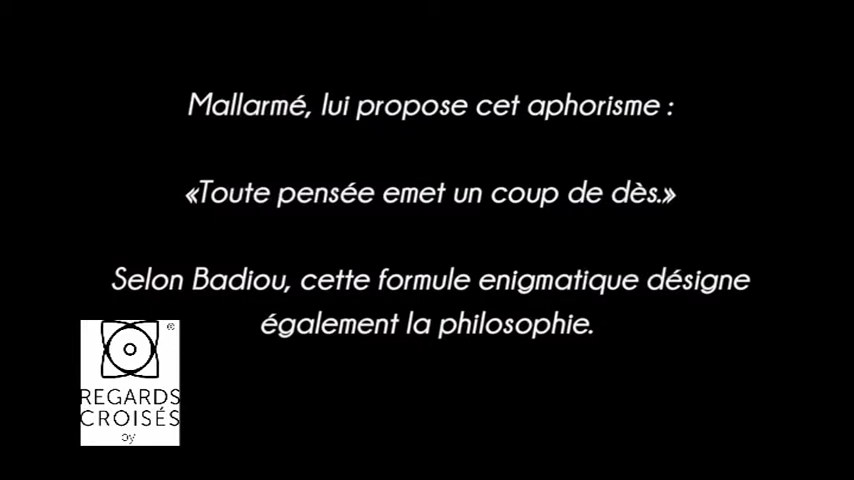 Mallarmé, lui propose cet aphorisme :
«Toute pensée emet un coup de dès.»
Selon Badiou, cette formule enigmatique désigne
également la philosophie.
®
REGARDS
CROISÉS
by